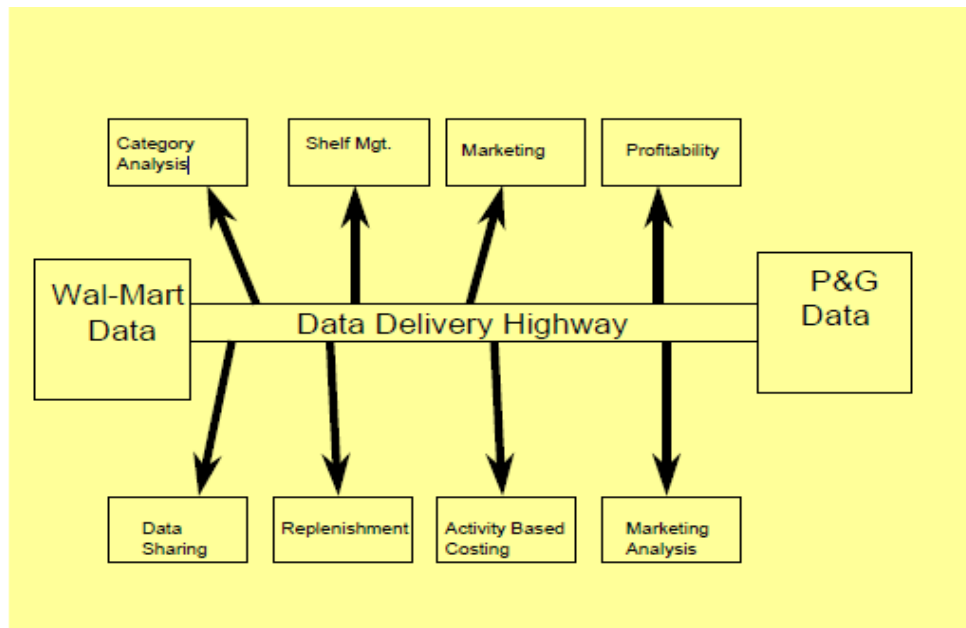 Category
Analysis
Shelf Mgt.
Marketing
Profitability
Wal-Mart
Data
Data Delivery Highway
P&G
Data
Data
Sharing
Replenishment
Activity Based
Costing
Marketing
Analysis